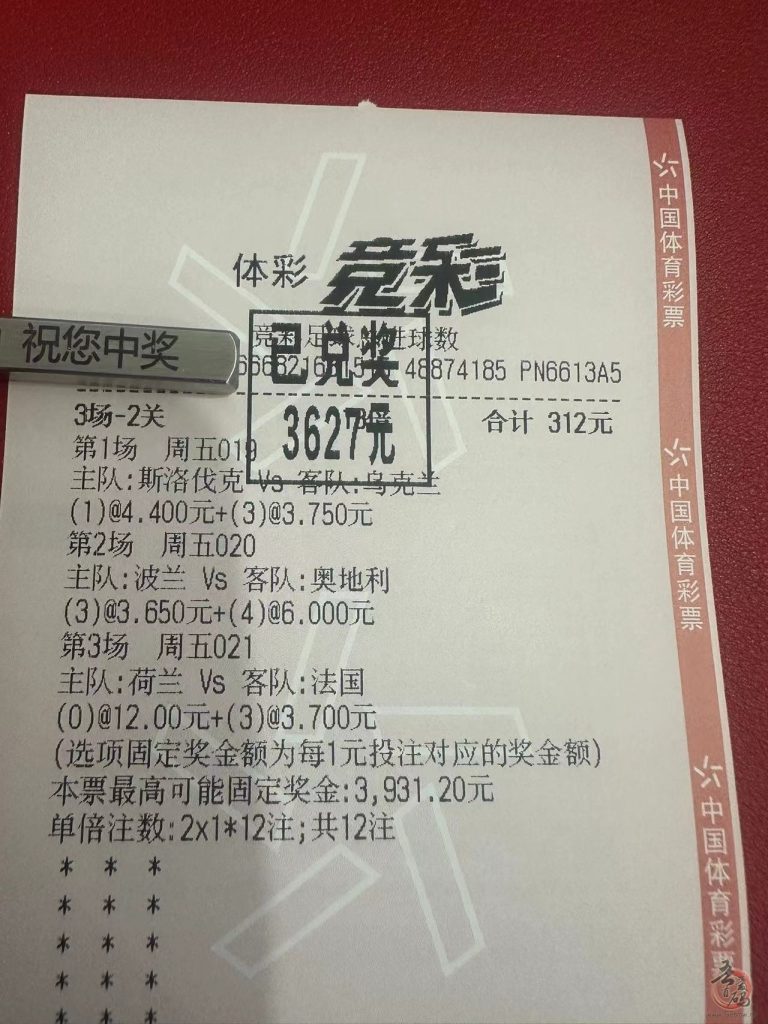 体彩 竞彩
竞彩足球 进球数
48874185 PN6613A5
祝您中奖
已兑奖
3627元
3场-2关 合计 312元
第1场 周五019
主队:斯洛伐克 Vs 客队:乌克兰
(1)@4.400元+(3)@3.750元
第2场 周五020
主队:波兰 Vs 客队:奥地利
(3)@3.650元+(4)@6.000元
第3场 周五021
主队:荷兰 Vs 客队:法国
(0)@12.00元+(3)@3.700元
(选项固定奖金额为每1元投注对应的奖金额)
本票最高可能固定奖金:3,931.20元
单倍注数:2x1*12注;共12注
* * *
* * *
* * *
* * *
* * *
中国体育彩票
中国体育彩票
中国体育彩票